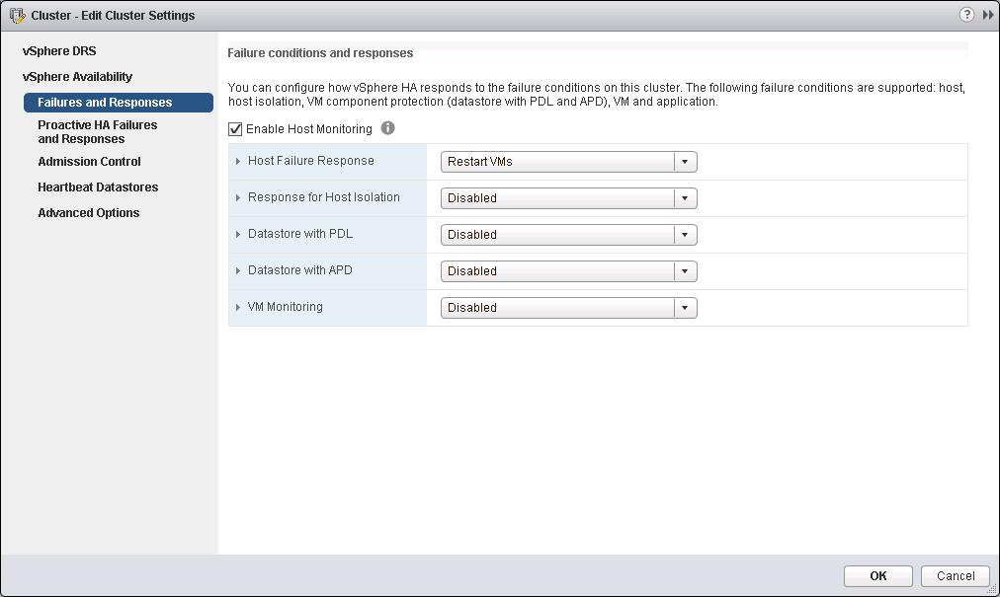 Cluster - Edit Cluster Settings
?
vSphere DRS
vSphere Availability
Failures and Responses
Proactive HA Failures
and Responses
Admission Control
Heartbeat Datastores
Advanced Options
Failure conditions and responses
You can configure how vSphere HA responds to the failure conditions on this cluster. The following failure conditions are supported: host,
host isolation, VM component protection (datastore with PDL and APD), VM and application.
Enable Host Monitoring
Host Failure Response
Restart VMs
Response for Host Isolation
Disabled
Datastore with PDL
Disabled
Datastore with APD
Disabled
VM Monitoring
Disabled
OK
Cancel